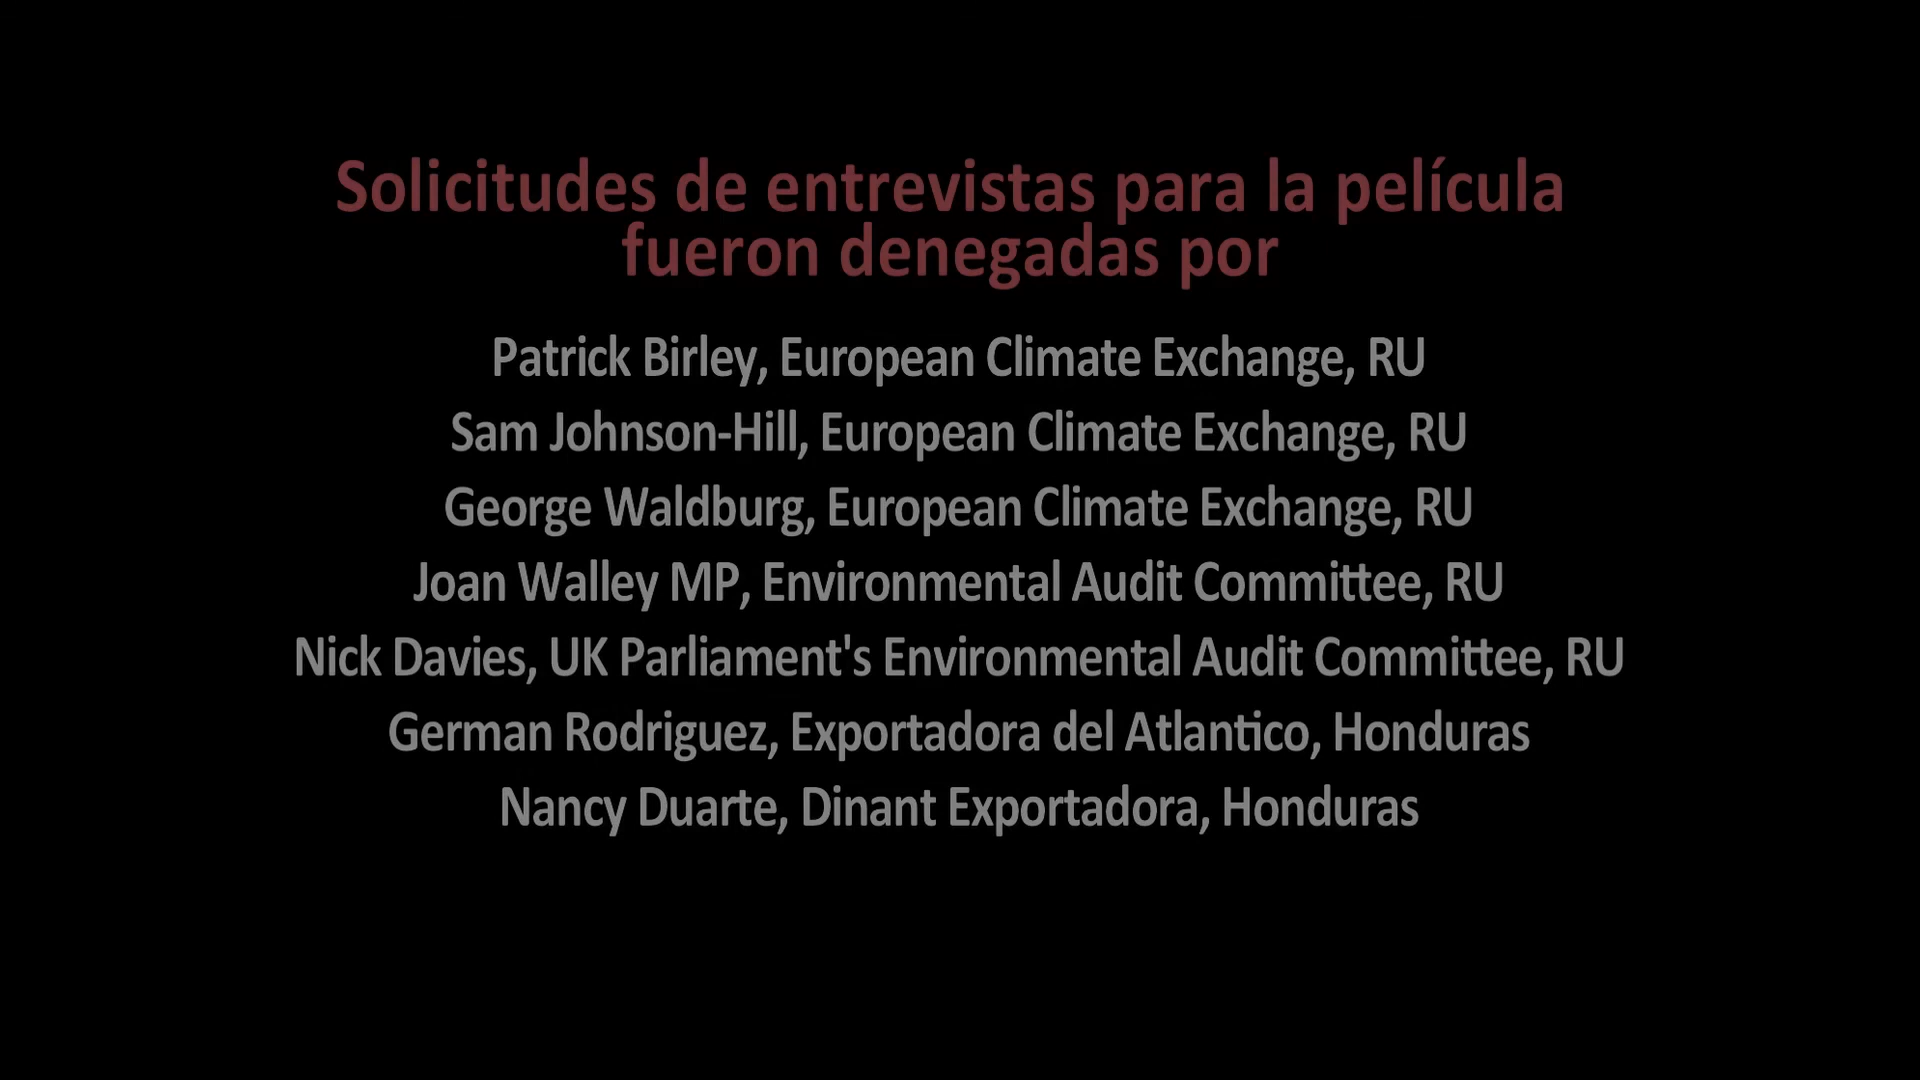 Solicitudes de entrevistas para la película
fueron denegadas por
Patrick Birley, European Climate Exchange, RU
Sam Johnson-Hill, European Climate Exchange, RU
George Waldburg, European Climate Exchange, RU
Joan Walley MP, Environmental Audit Committee, RU
Nick Davies, UK Parliament's Environmental Audit Committee, RU
German Rodriguez, Exportadora del Atlantico, Honduras
Nancy Duarte, Dinant Exportadora, Honduras